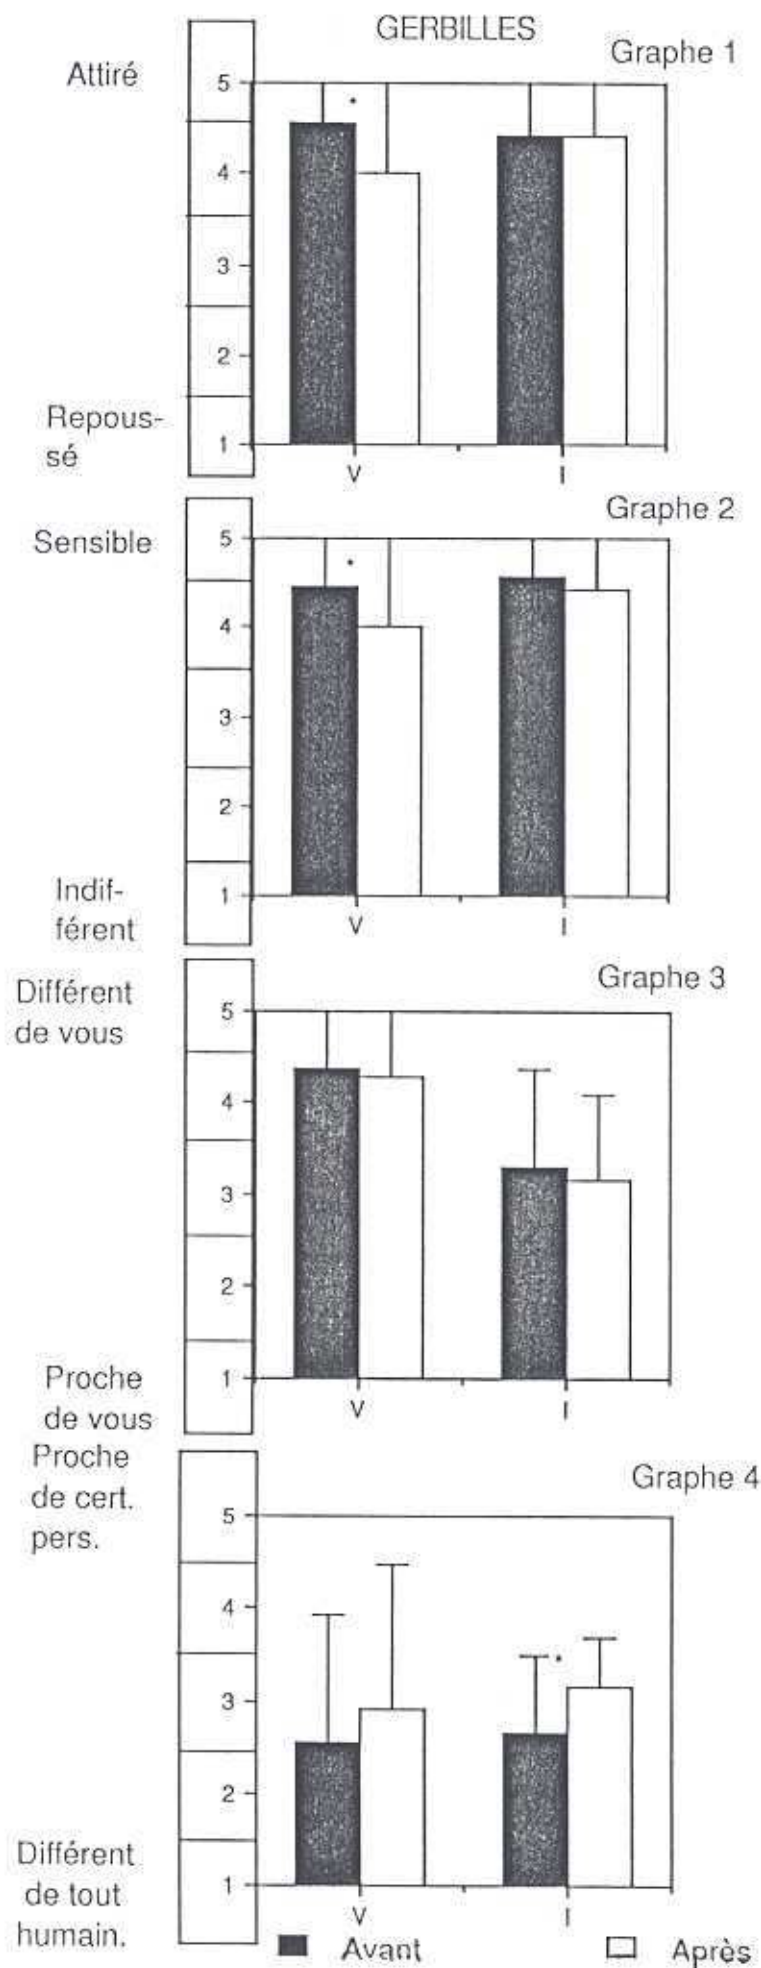 GERBILLES
Graphe 1
Attiré
5
4
3
2
Repous-
sé
1
V I
Graphe 2
Sensible
5
4
3
2
1
Indif-
férent
V I
Graphe 3
Différent
de vous
5
4
3
2
1
Proche
de vous
V I
Proche
de cert.
pers.
Graphe 4
5
4
3
2
1
Différent
de tout
humain.
V I
Avant Après